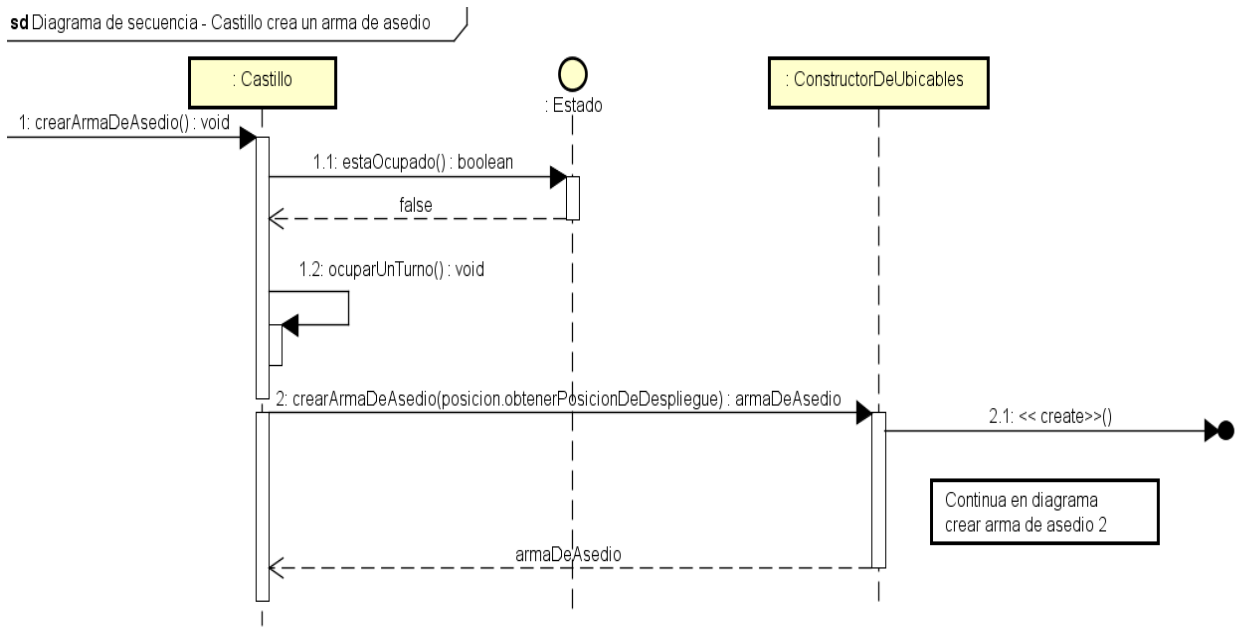 sd Diagrama de secuencia - Castillo crea un arma de asedio
: Castillo
: Estado
: ConstructorDeUbicables
1: crearArmaDeAsedio() : void
1.1: estaOcupado() : boolean
false
1.2: ocuparUnTurno() : void
2: crearArmaDeAsedio(posicion.obtenerPosicionDeDespliegue) : armaDeAsedio
2.1: << create>>()
Continua en diagrama
crear arma de asedio 2
armaDeAsedio